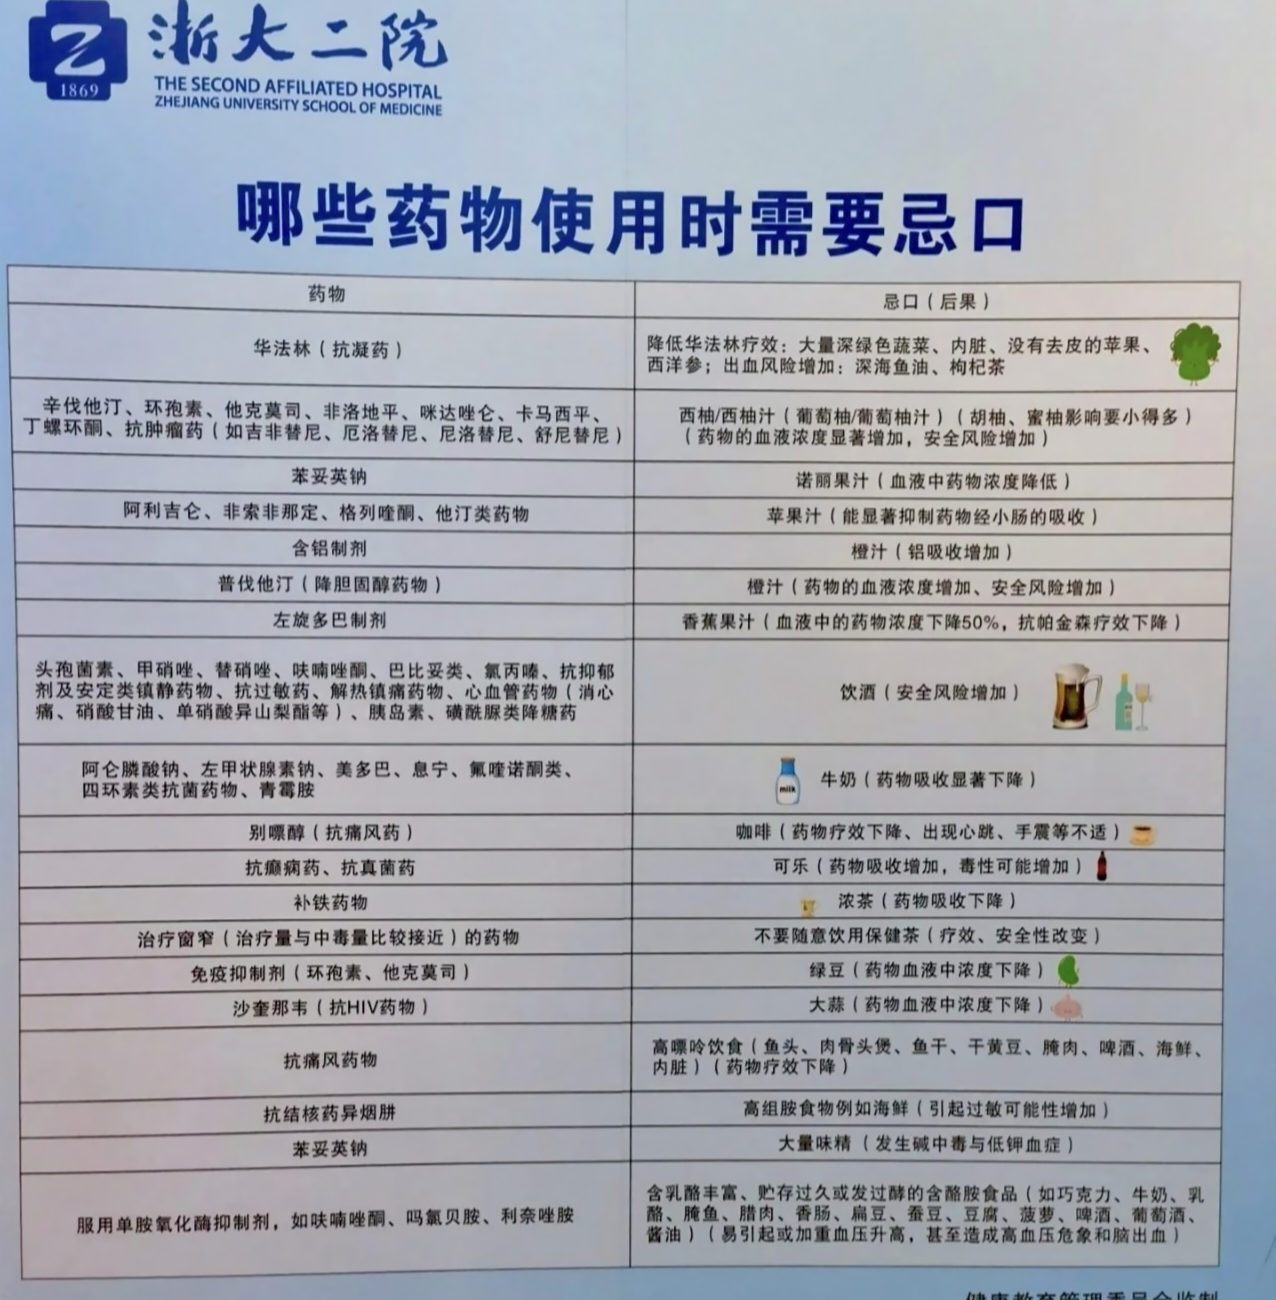 浙大二院
THE SECOND AFFILIATED HOSPITAL
ZHEJIANG UNIVERSITY SCHOOL OF MEDICINE
1869
哪些药物使用时需要忌口
药物
忌口（后果）
华法林（抗凝药）
降低华法林疗效：大量深绿色蔬菜、内脏、没有去皮的苹果、
西洋参；出血风险增加：深海鱼油、枸杞茶
辛伐他汀、环孢素、他克莫司、非洛地平、咪达唑仑、卡马西平、
丁螺环酮、抗肿瘤药（如吉非替尼、厄洛替尼、尼洛替尼、舒尼替尼）
西柚/西柚汁（葡萄柚/葡萄柚汁）（胡柚、蜜柚影响要小得多）
（药物的血液浓度显著增加，安全风险增加）
苯妥英钠
诺丽果汁（血液中药物浓度降低）
阿利吉仑、非索非那定、格列喹酮、他汀类药物
苹果汁（能显著抑制药物经小肠的吸收）
含铝制剂
橙汁（铝吸收增加）
普伐他汀（降胆固醇药物）
橙汁（药物的血液浓度增加、安全风险增加）
左旋多巴制剂
香蕉果汁（血液中的药物浓度下降50%，抗帕金森疗效下降）
头孢菌素、甲硝唑、替硝唑、呋喃唑酮、巴比妥类、氯丙嗪、抗抑郁
剂及安定类镇静药物、抗过敏药、解热镇痛药物、心血管药物（消心
痛、硝酸甘油、单硝酸异山梨酯等）、胰岛素、磺酰脲类降糖药
饮酒（安全风险增加）
阿仑膦酸钠、左甲状腺素钠、美多巴、息宁、氟喹诺酮类、
四环素类抗菌药物、青霉胺
milk
牛奶（药物吸收显著下降）
别嘌醇（抗痛风药）
咖啡（药物疗效下降、出现心跳、手震等不适）
抗癫痫药、抗真菌药
可乐（药物吸收增加，毒性可能增加）
补铁药物
浓茶（药物吸收下降）
治疗窗窄（治疗量与中毒量比较接近）的药物
不要随意饮用保健茶（疗效、安全性改变）
免疫抑制剂（环孢素、他克莫司）
绿豆（药物血液中浓度下降）
沙奎那韦（抗HIV药物）
大蒜（药物血液中浓度下降）
抗痛风药物
高嘌呤饮食（鱼头、肉骨头煲、鱼干、干黄豆、腌肉、啤酒、海鲜、
内脏）（药物疗效下降）
抗结核药异烟肼
高组胺食物例如海鲜（引起过敏可能性增加）
苯妥英钠
大量味精（发生碱中毒与低钾血症）
服用单胺氧化酶抑制剂，如呋喃唑酮、吗氯贝胺、利奈唑胺
含乳酪丰富、贮存过久或发过酵的含酪胺食品（如巧克力、牛奶、乳
酪、腌鱼、腊肉、香肠、扁豆、蚕豆、豆腐、菠萝、啤酒、葡萄酒、
酱油）（易引起或加重血压升高，甚至造成高血压危象和脑出血）
健康教育管理委员会监制